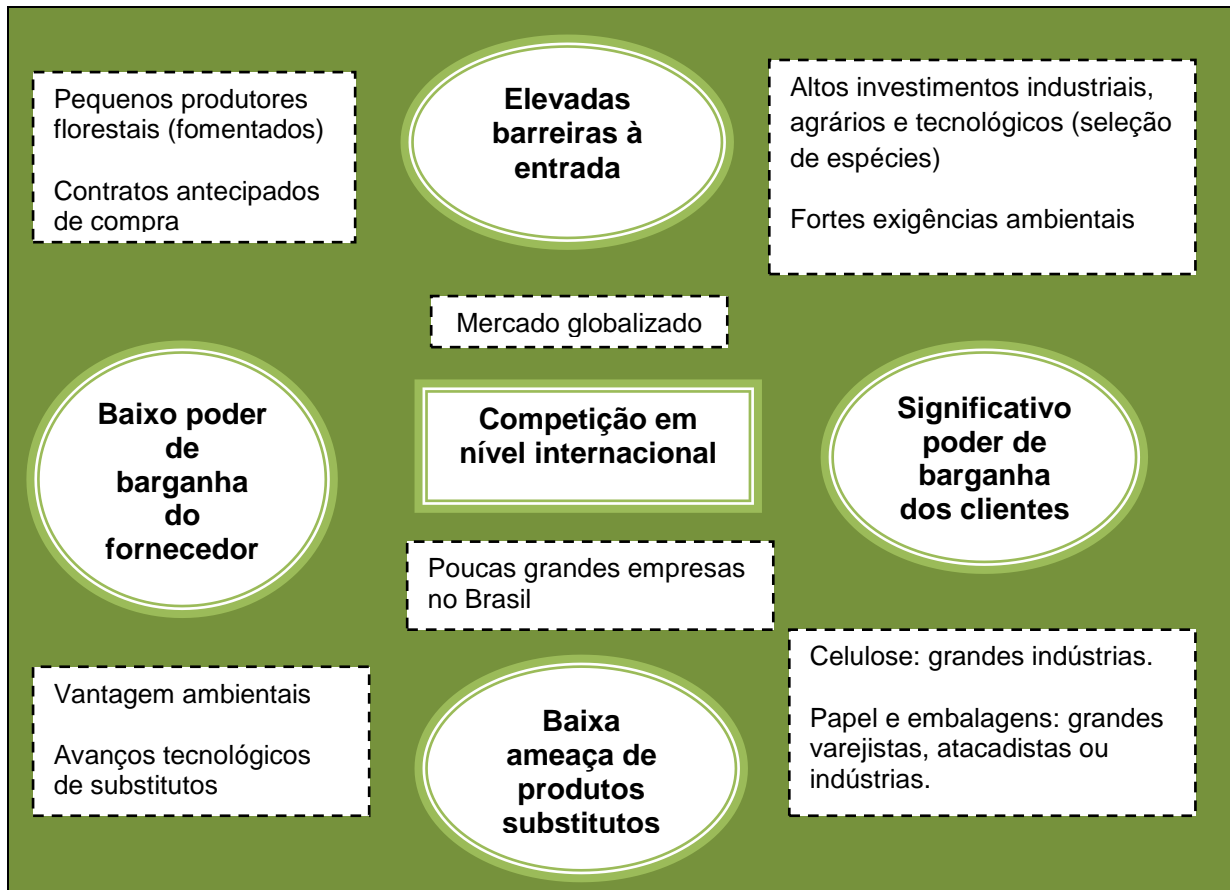 Pequenos produtores
florestais (fomentados)
Contratos antecipados
de compra
Elevadas
barreiras à
entrada
Altos investimentos industriais,
agrários e tecnológicos (seleção
de espécies)
Fortes exigências ambientais
Mercado globalizado
Baixo poder
de
barganha
do
fornecedor
Competição em
nível internacional
Significativo
poder de
barganha
dos clientes
Poucas grandes empresas
no Brasil
Vantagem ambientais
Avanços tecnológicos
de substitutos
Baixa
ameaça de
produtos
substitutos
Celulose: grandes indústrias.
Papel e embalagens: grandes
varejistas, atacadistas ou
indústrias.